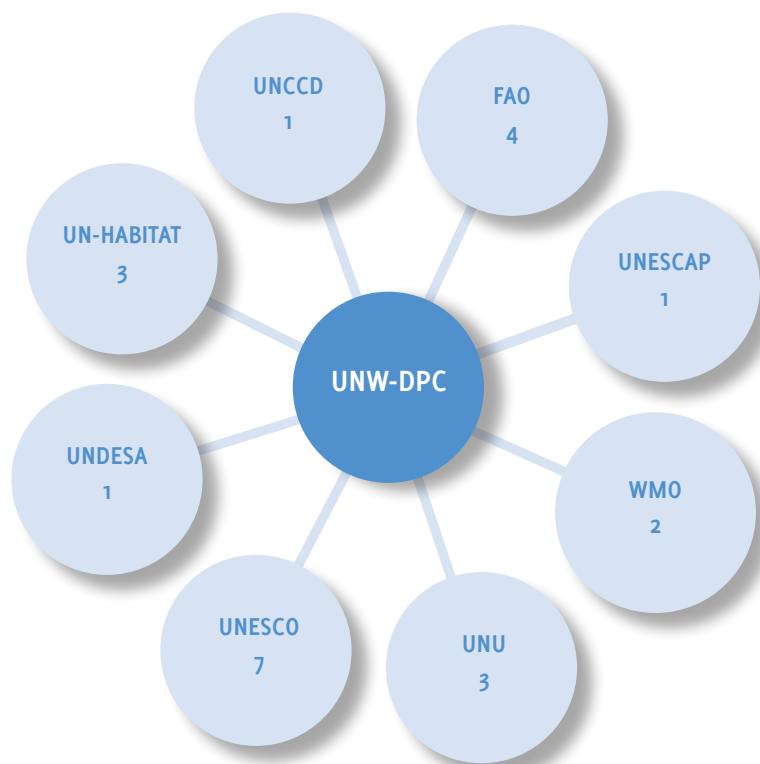 UNCCD
1
FAO
4
UN-HABITAT
3
UNESCAP
1
UNW-DPC
UNDESA
1
WMO
2
UNESCO
7
UNU
3